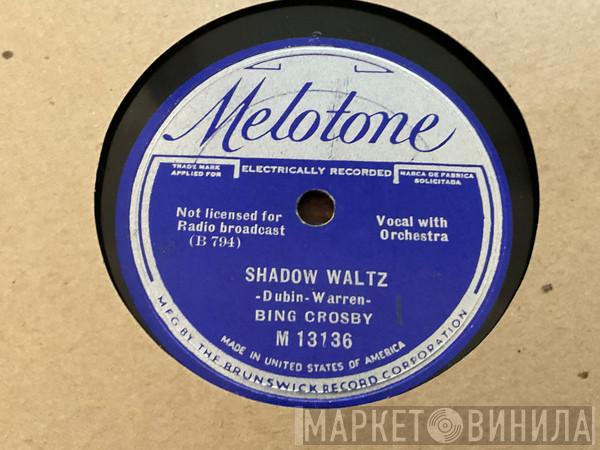 Melotone
TRADE MARK
APPLIED FOR
ELECTRICALLY RECORDED
MARCA DE FABRICA
SOLICITADA
Not licensed for
Radio broadcast
(B 794)
Vocal with
Orchestra
SHADOW WALTZ
-Dubin-Warren-
BING CROSBY
M 13136
MADE IN UNITED STATES OF AMERICA
MFG BY THE BRUNSWICK RECORD CORPORATION
МАРКЕТ ВИНИЛА